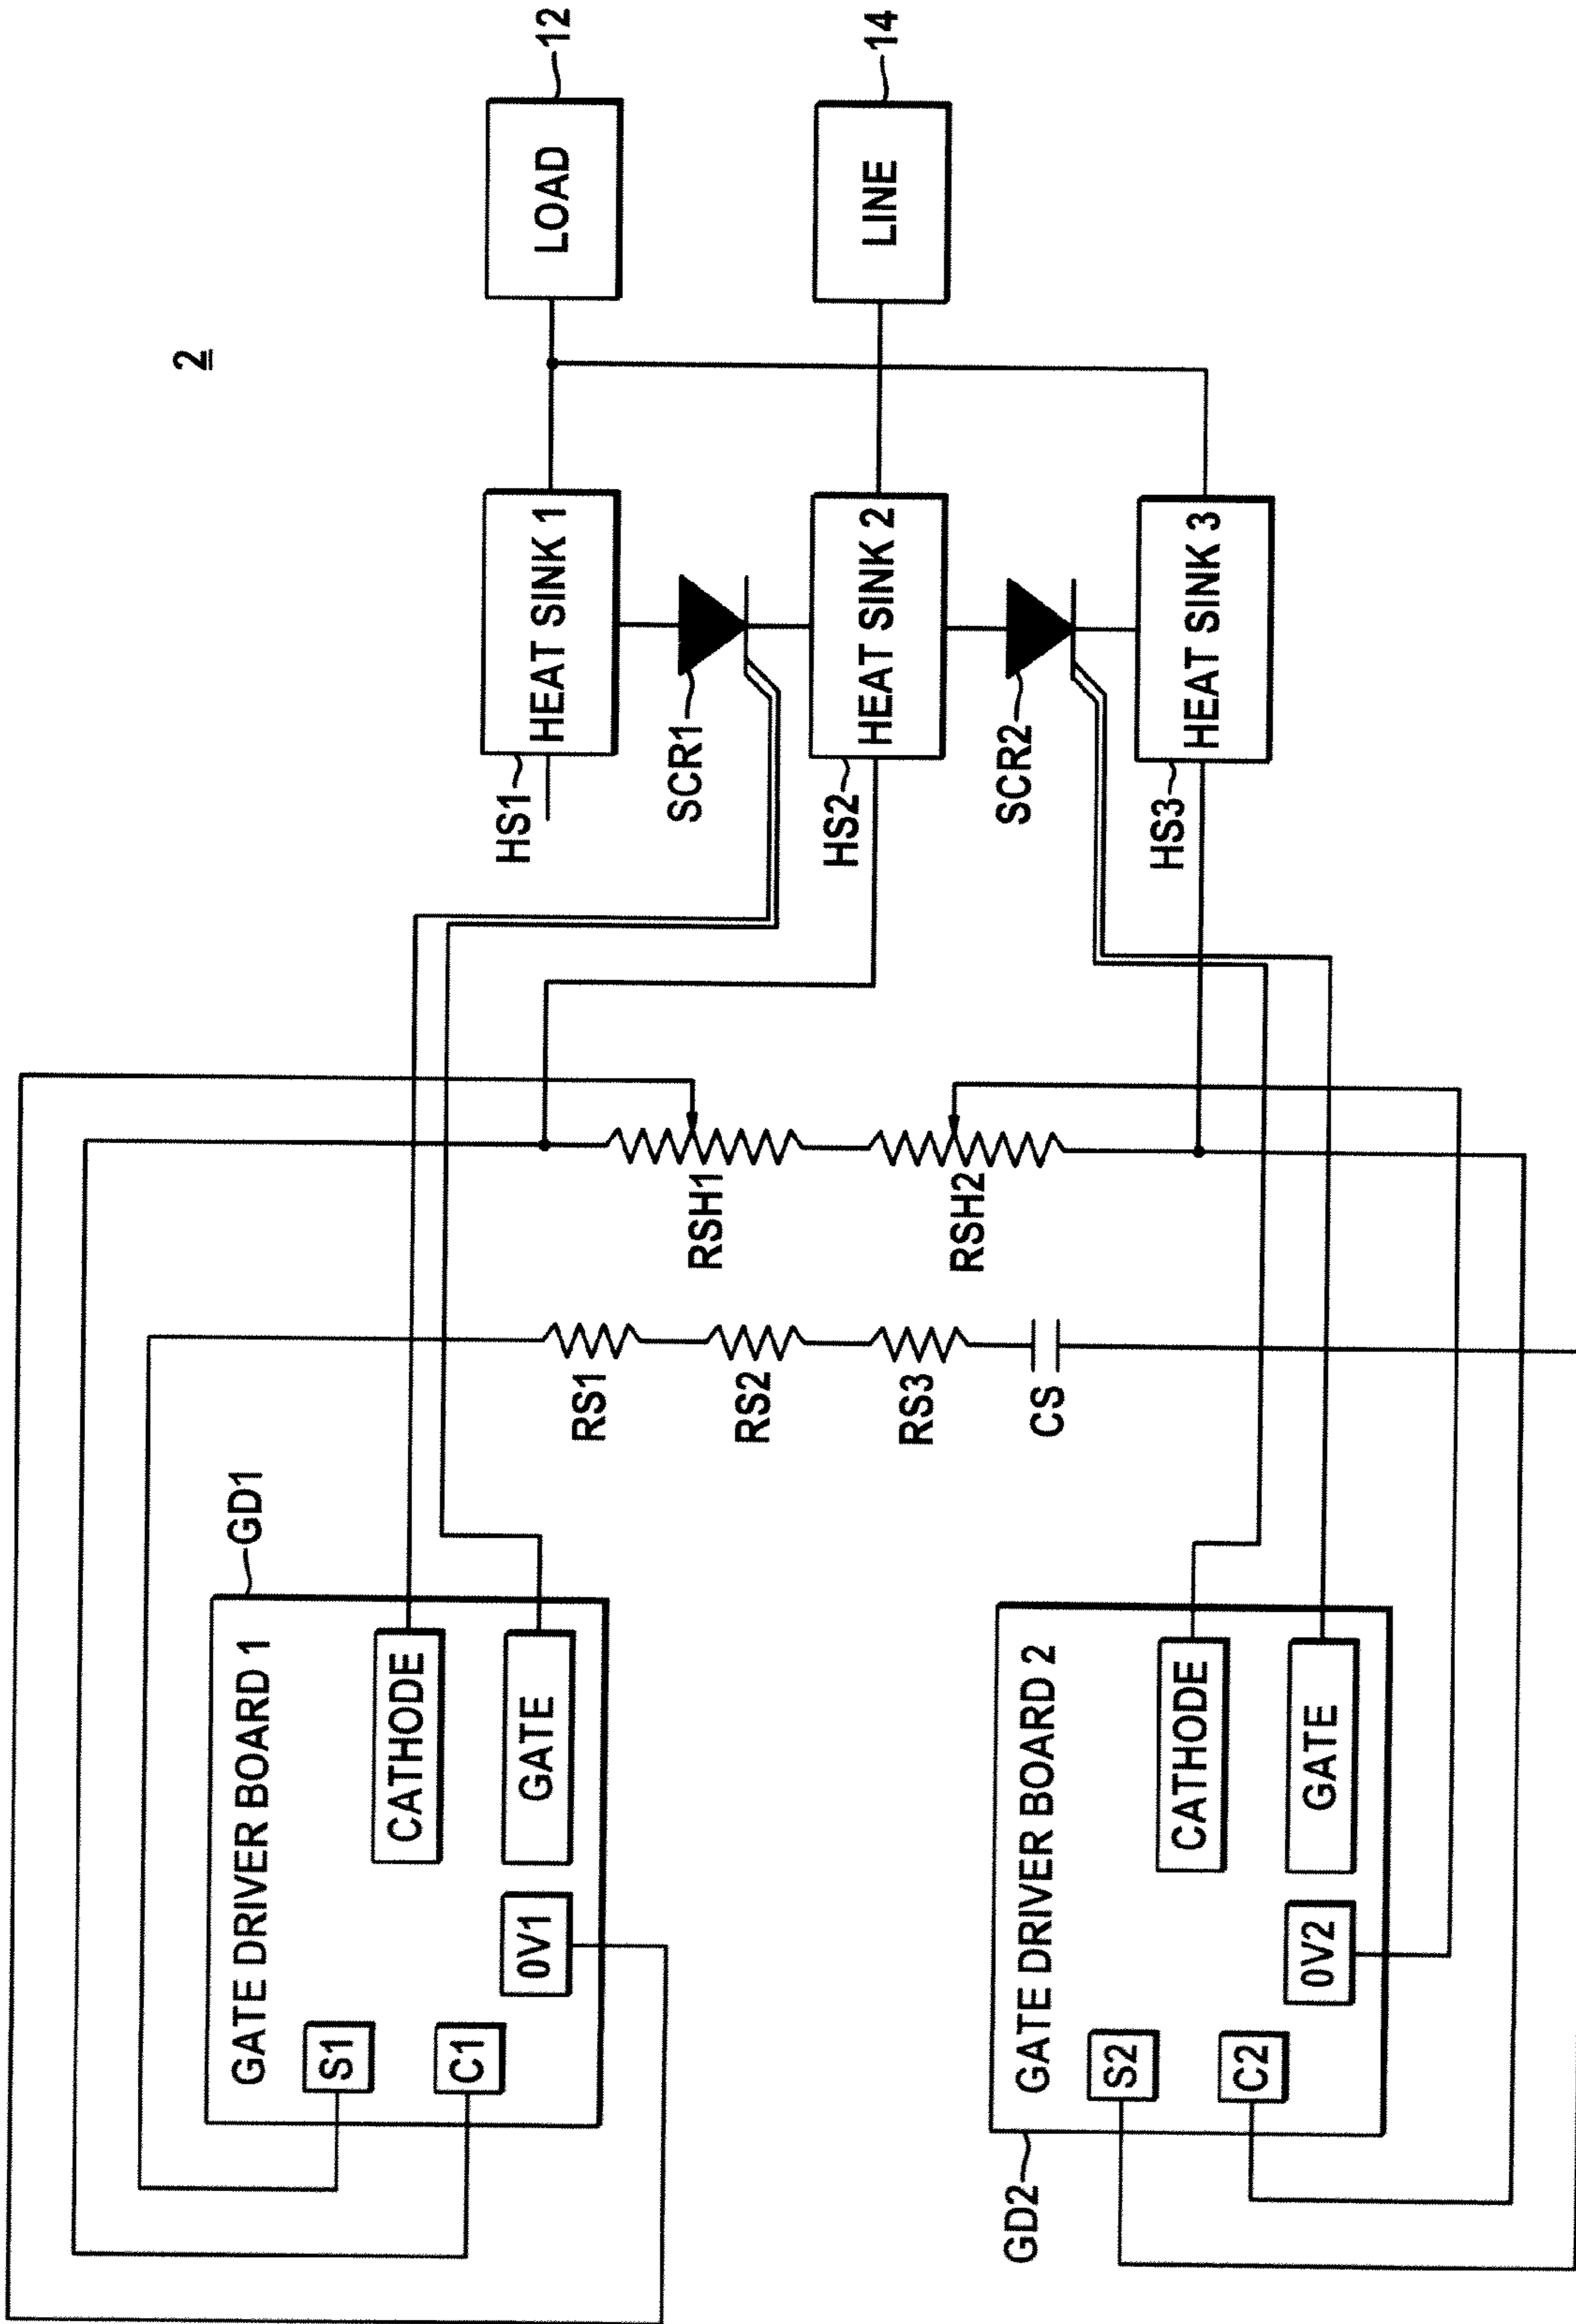 2
GATE DRIVER BOARD 1
GD1
S1
C1
0V1
CATHODE
GATE
GATE DRIVER BOARD 2
GD2
S2
C2
0V2
CATHODE
GATE
RS1
RS2
RS3
CS
RSH1
RSH2
HS1
HEAT SINK 1
SCR1
HS2
HEAT SINK 2
SCR2
HS3
HEAT SINK 3
LOAD
12
LINE
14